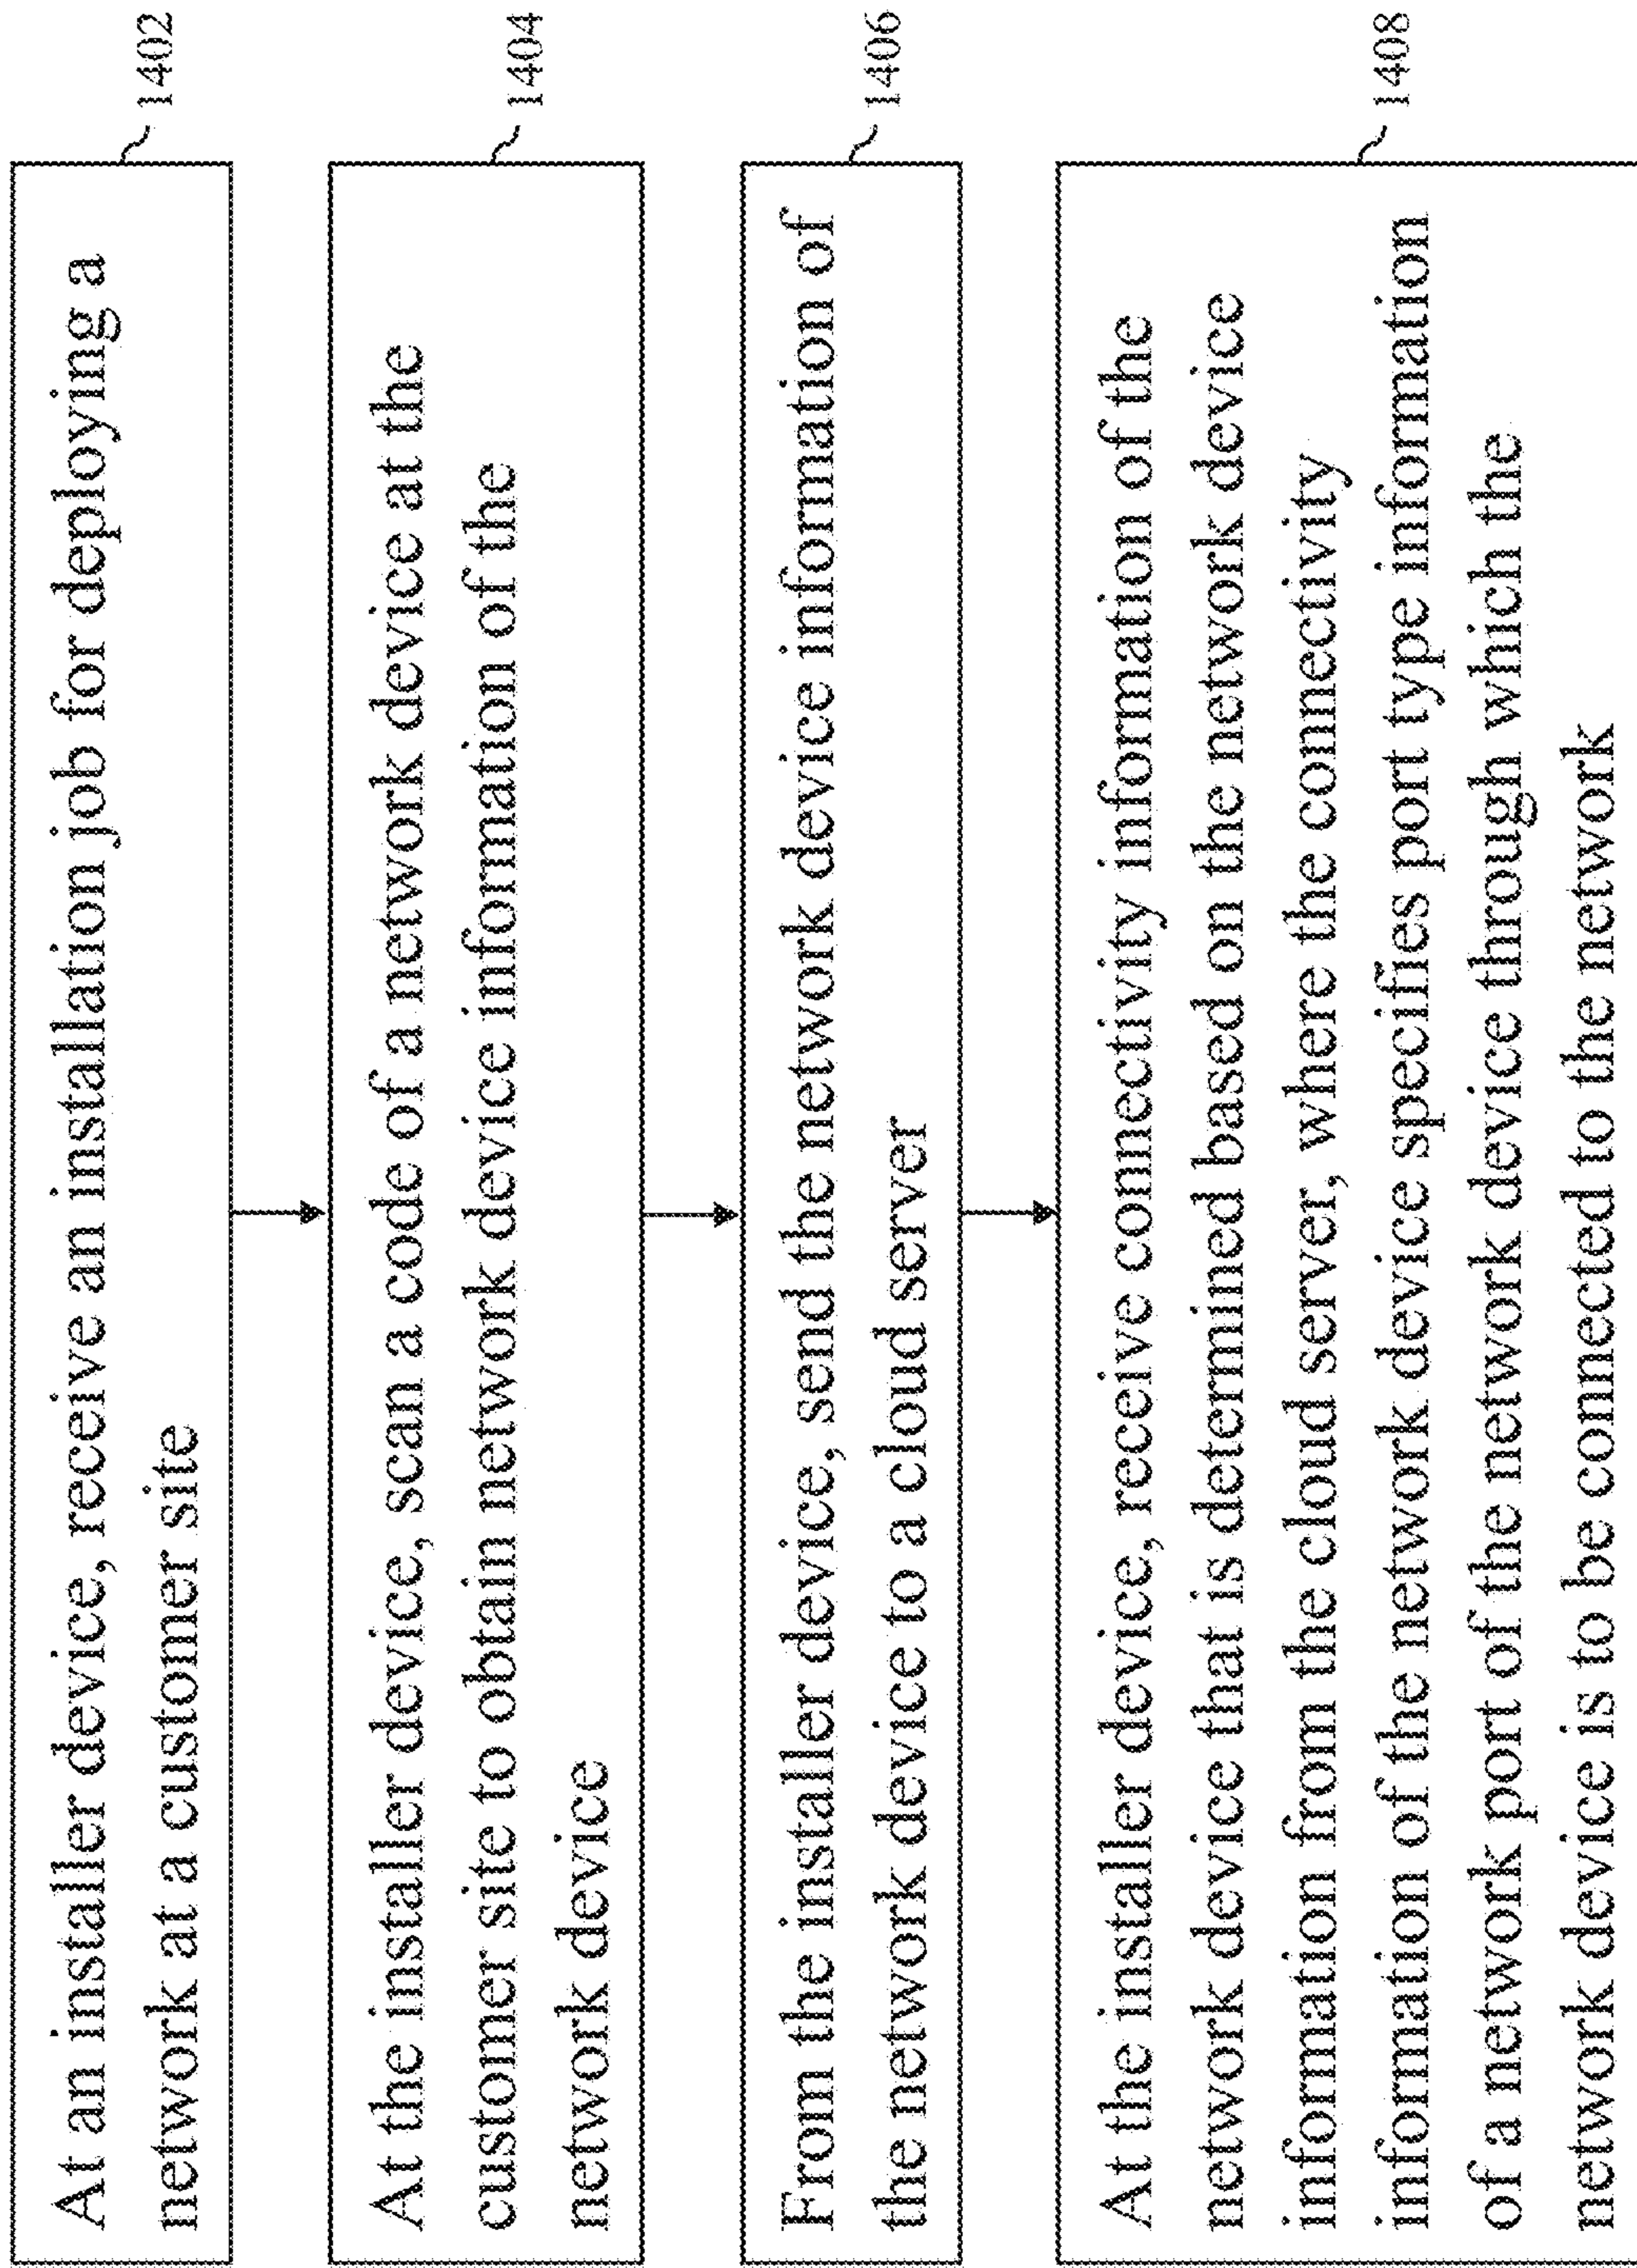 At an installer device, receive an installation job for deploying a
network at a customer site
1402
At the installer device, scan a code of a network device at the
customer site to obtain network device information of the
network device
1404
From the installer device, send the network device information of
the network device to a cloud server
1406
At the installer device, receive connectivity information of the
network device that is determined based on the network device
information from the cloud server, where the connectivity
information of the network device specifies port type information
of a network port of the network device through which the
network device is to be connected to the network
1408